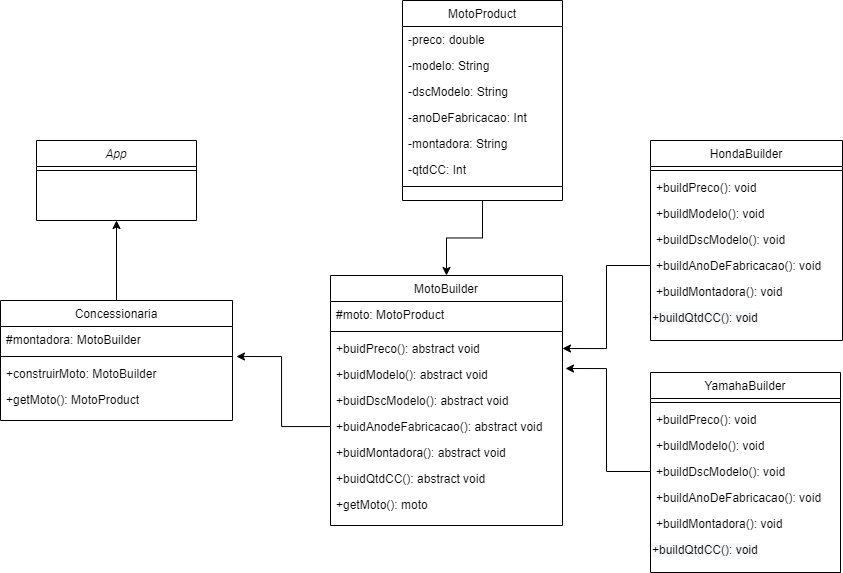 MotoProduct
-preco: double
-modelo: String
-dscModelo: String
-anoDeFabricacao: Int
-montadora: String
-qtdCC: Int
App
HondaBuilder
+buildPreco(): void
+buildModelo(): void
+buildDscModelo(): void
+buildAnoDeFabricacao(): void
+buildMontadora(): void
+buildQtdCC(): void
MotoBuilder
#moto: MotoProduct
+buidPreco(): abstract void
+buidModelo(): abstract void
+buidDscModelo(): abstract void
+buidAnodeFabricacao(): abstract void
+buidMontadora(): abstract void
+buidQtdCC(): abstract void
+getMoto(): moto
Concessionaria
#montadora: MotoBuilder
+construirMoto: MotoBuilder
+getMoto(): MotoProduct
YamahaBuilder
+buildPreco(): void
+buildModelo(): void
+buildDscModelo(): void
+buildAnoDeFabricacao(): void
+buildMontadora(): void
+buildQtdCC(): void